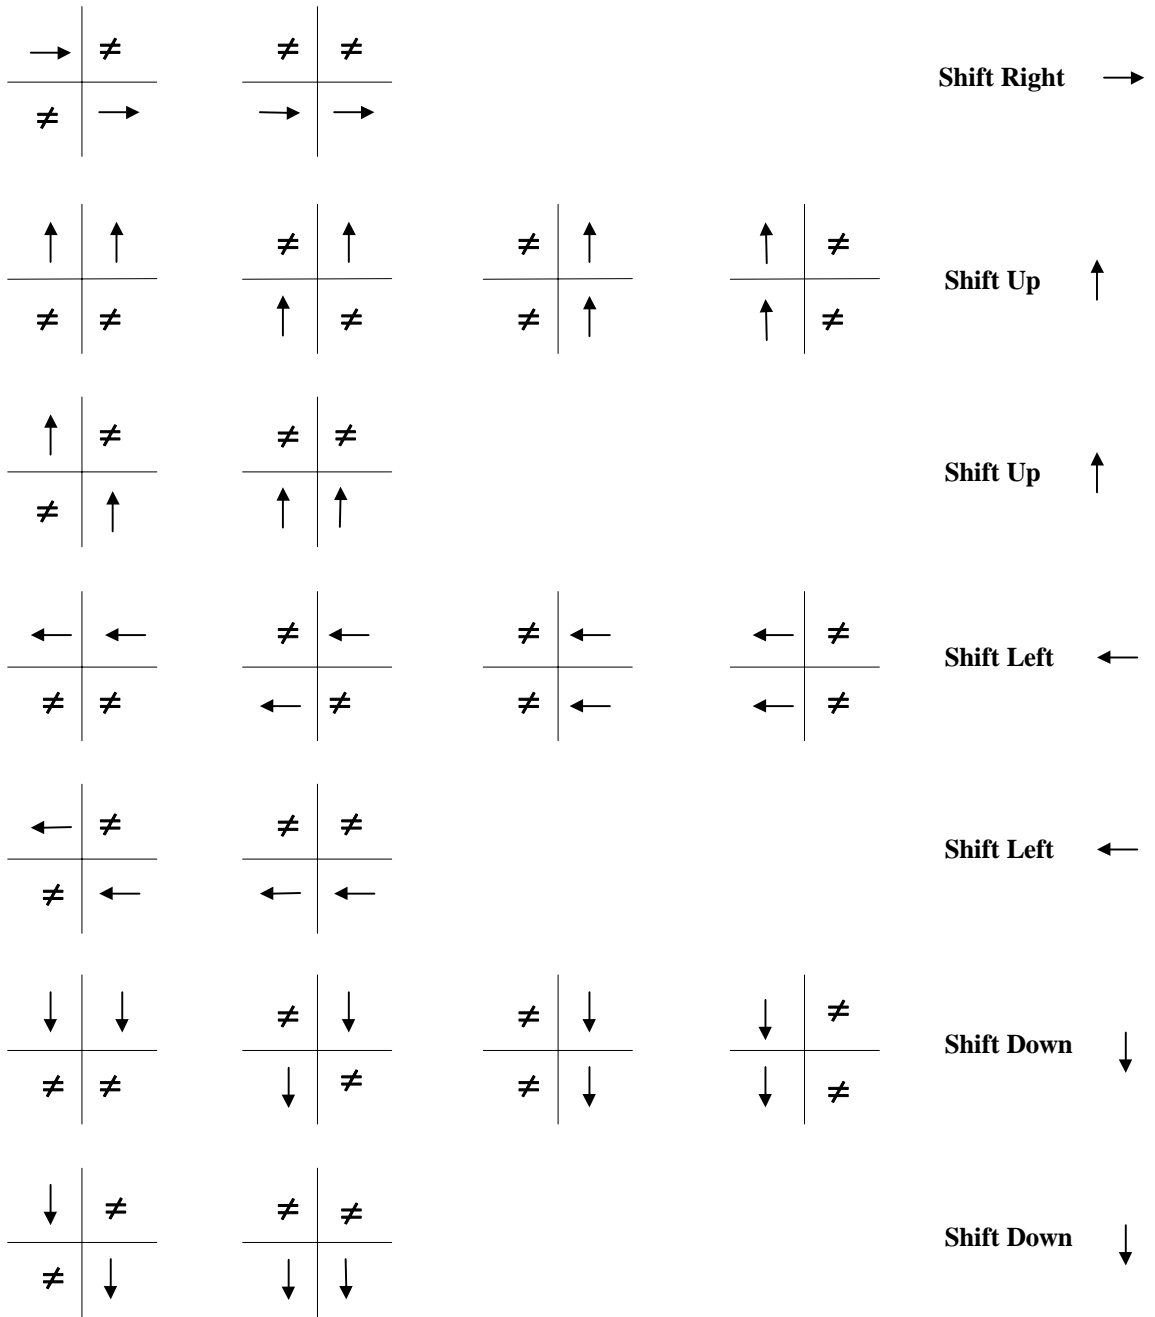 → ≠ ≠ ≠ Shift Right →
≠ → → →
↑ ↑ ≠ ↑ ≠ ↑ ↑ ≠ Shift Up ↑
≠ ≠ ↑ ≠ ≠ ↑ ↑ ≠
↑ ≠ ≠ ≠ Shift Up ↑
≠ ↑ ↑ ↑
← ← ≠ ← ≠ ← ← ≠ Shift Left ←
≠ ≠ ← ≠ ≠ ← ← ≠
← ≠ ≠ ≠ Shift Left ←
≠ ← ← ←
↓ ↓ ≠ ↓ ≠ ↓ ↓ ≠ Shift Down ↓
≠ ≠ ↓ ≠ ≠ ↓ ↓ ≠
↓ ≠ ≠ ≠ Shift Down ↓
≠ ↓ ↓ ↓